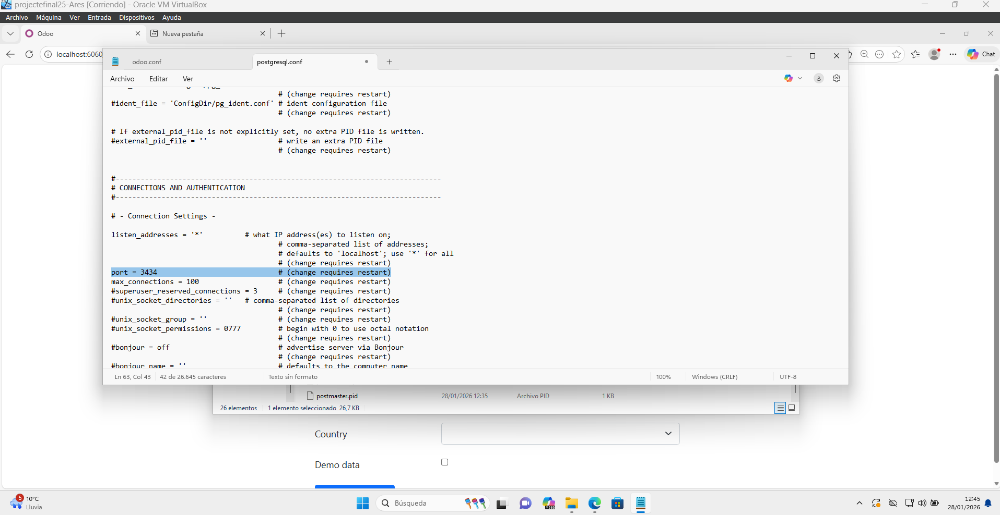 projectefinal25-Ares [Corriendo] - Oracle VM VirtualBox
Archivo Máquina Ver Entrada Dispositivos Ayuda
Odoo
Nueva pestaña
localhost:6060
Chat
odoo.conf
postgresql.conf
Archivo Editar Ver
# (change requires restart)
#ident_file = 'ConfigDir/pg_ident.conf' # ident configuration file
# (change requires restart)
# If external_pid_file is not explicitly set, no extra PID file is written.
#external_pid_file = '' # write an extra PID file
# (change requires restart)
#------------------------------------------------------------------------------
# CONNECTIONS AND AUTHENTICATION
#------------------------------------------------------------------------------
# - Connection Settings -
listen_addresses = '*' # what IP address(es) to listen on;
# comma-separated list of addresses;
# defaults to 'localhost'; use '*' for all
# (change requires restart)
port = 3434 # (change requires restart)
max_connections = 100 # (change requires restart)
#superuser_reserved_connections = 3 # (change requires restart)
#unix_socket_directories = '' # comma-separated list of directories
# (change requires restart)
#unix_socket_group = '' # (change requires restart)
#unix_socket_permissions = 0777 # begin with 0 to use octal notation
# (change requires restart)
#bonjour = off # advertise server via Bonjour
# (change requires restart)
#bonjour_name = '' # defaults to the computer name
Ln 63, Col 43 42 de 26.645 caracteres Texto sin formato 100% Windows (CRLF) UTF-8
postmaster.pid 28/01/2026 12:35 Archivo PID 1 KB
26 elementos 1 elemento seleccionado 26,7 KB
Country
Demo data
5
10°C
Lluvia
Búsqueda
M365
12:45
28/01/2026